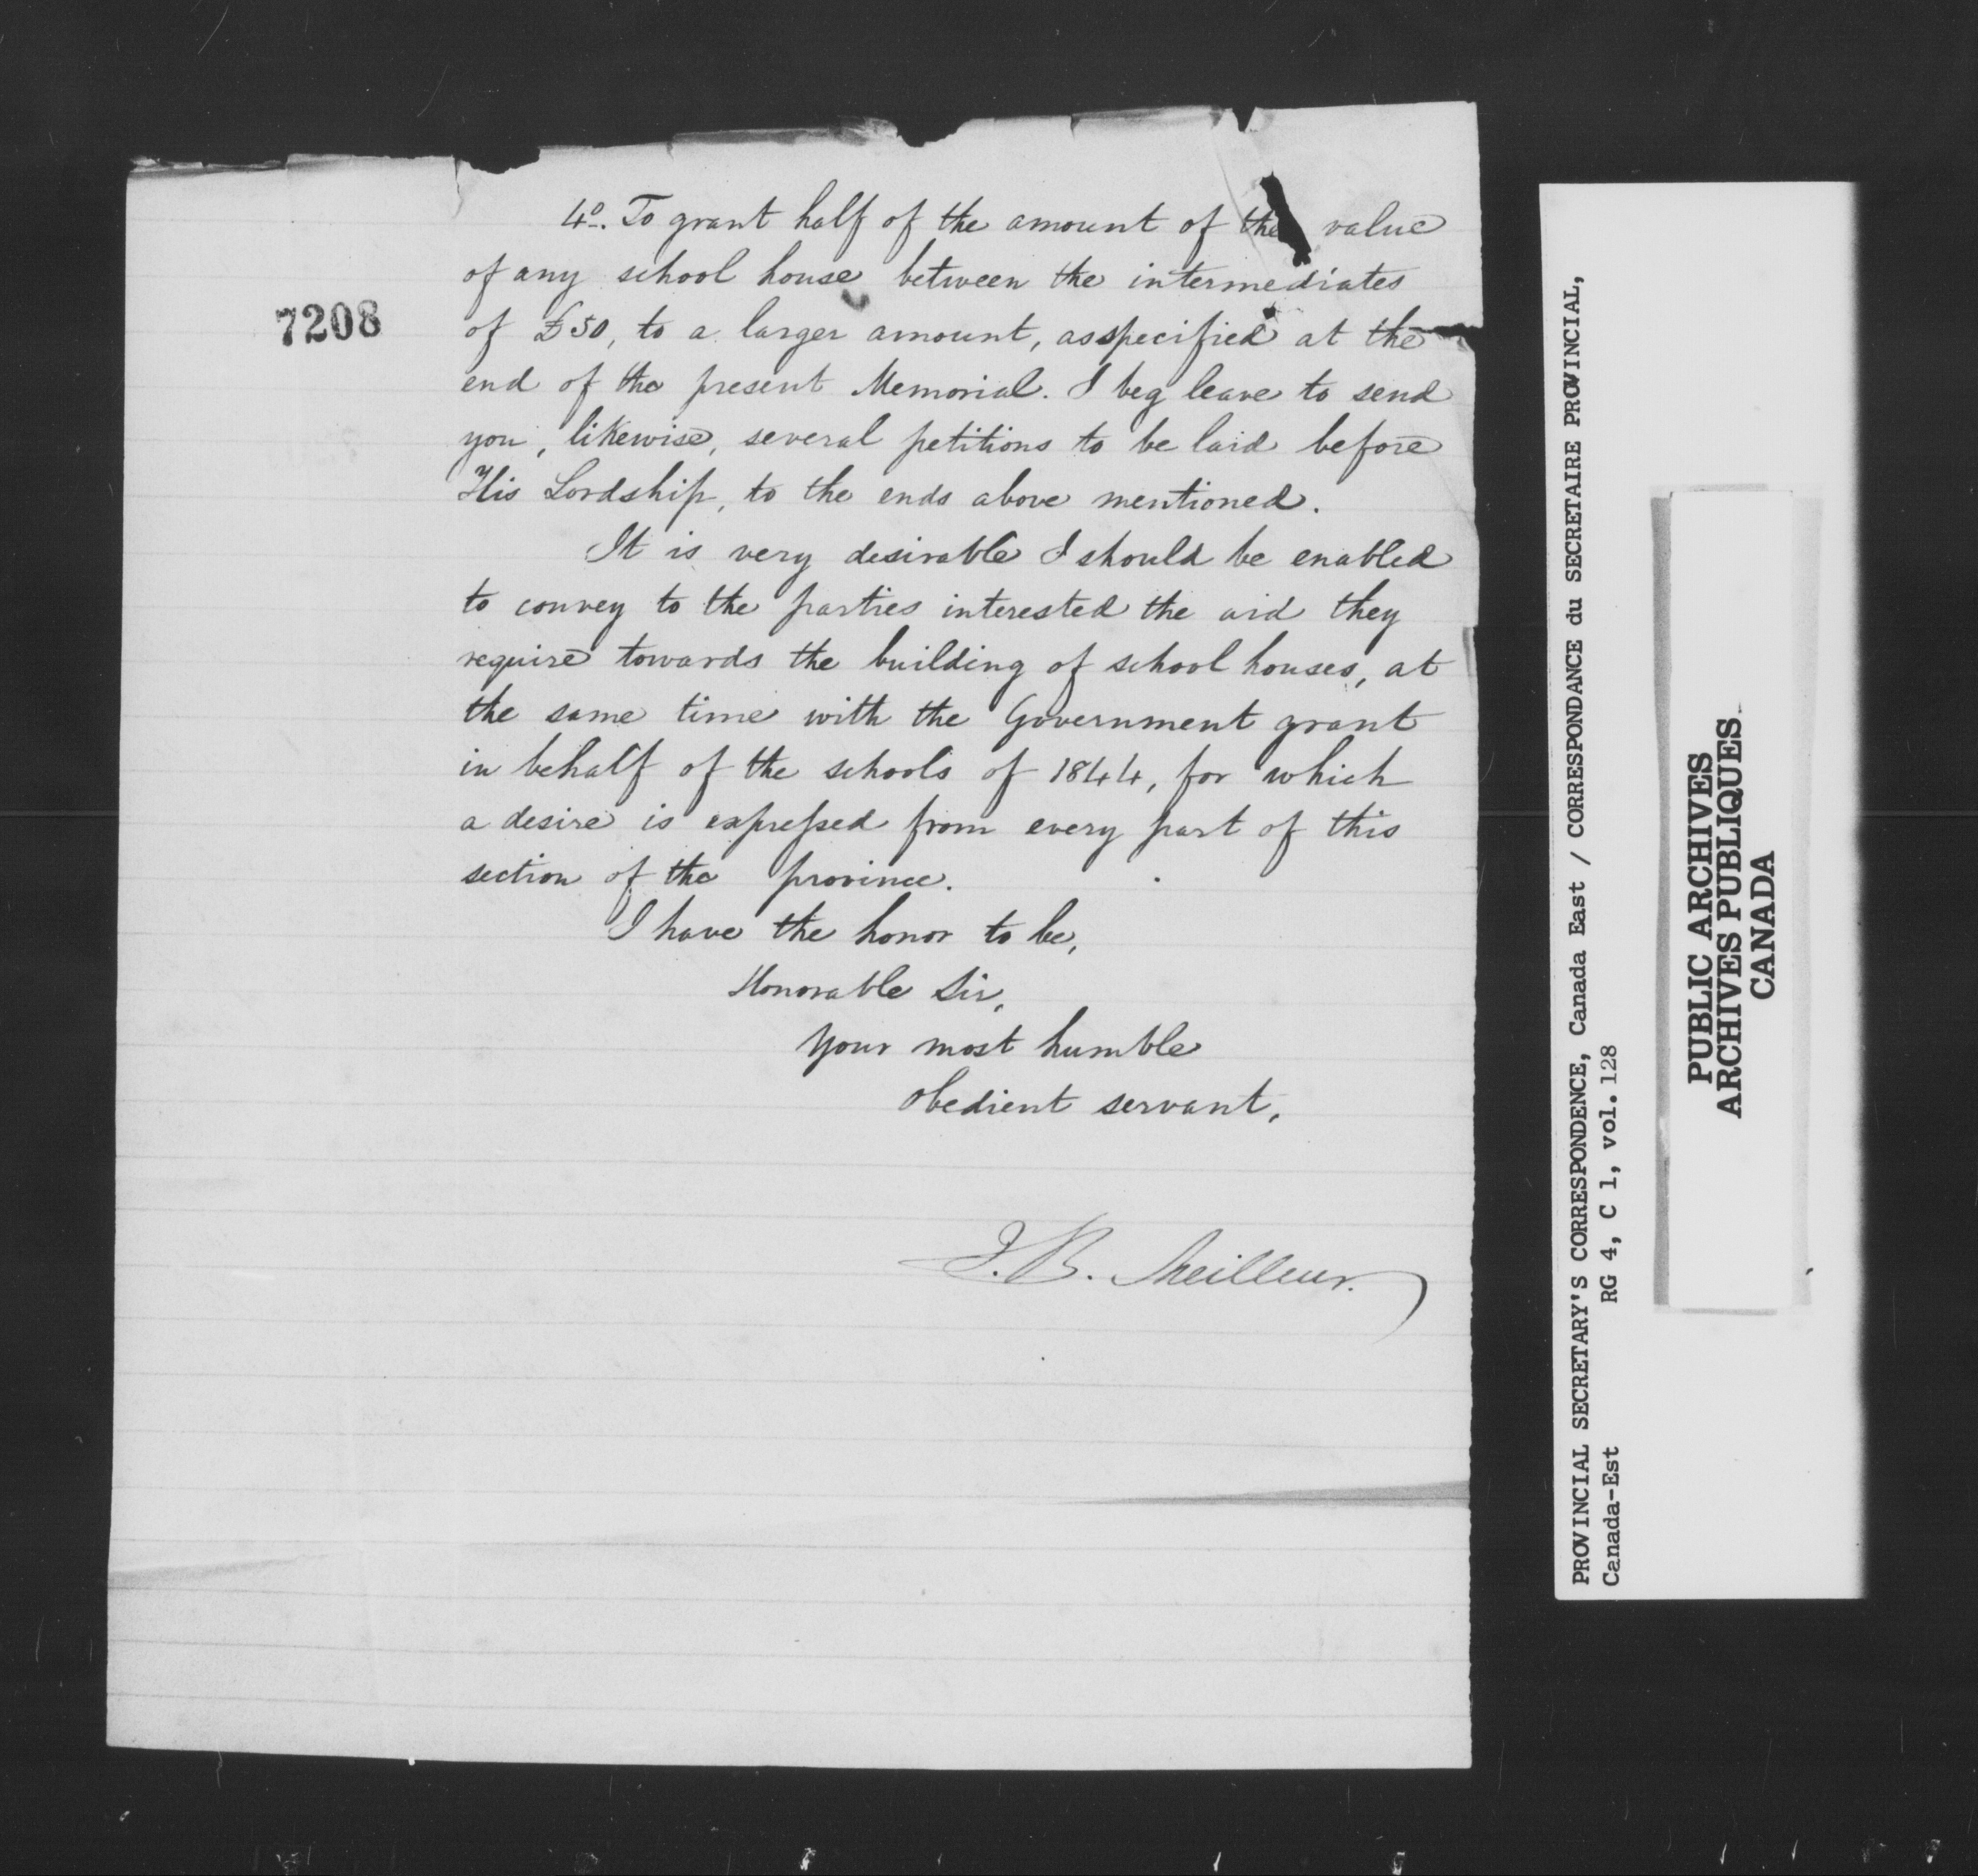 4o. To grant half of the amount of the value
of any school house between the intermediates
of £50, to a larger amount, as specified at the
end of the present Memorial. I beg leave to send
you, likewise, several petitions to be laid before
His Lordship, to the ends above mentioned.
It is very desirable I should be enabled
to convey to the parties interested the aid they
require towards the building of school houses, at
the same time with the Government grant
in behalf of the schools of 1844, for which
a desire is expressed from every part of this
section of the province.
I have the honor to be,
Honorable Sir,
Your most humble
obedient servant,
J. B. Meilleur.
7208
PROVINCIAL SECRETARY'S CORRESPONDENCE, Canada East / CORRESPONDANCE du SECRETAIRE PROVINCIAL,
Canada-Est RG 4, C 1, vol. 128
PUBLIC ARCHIVES
ARCHIVES PUBLIQUES
CANADA